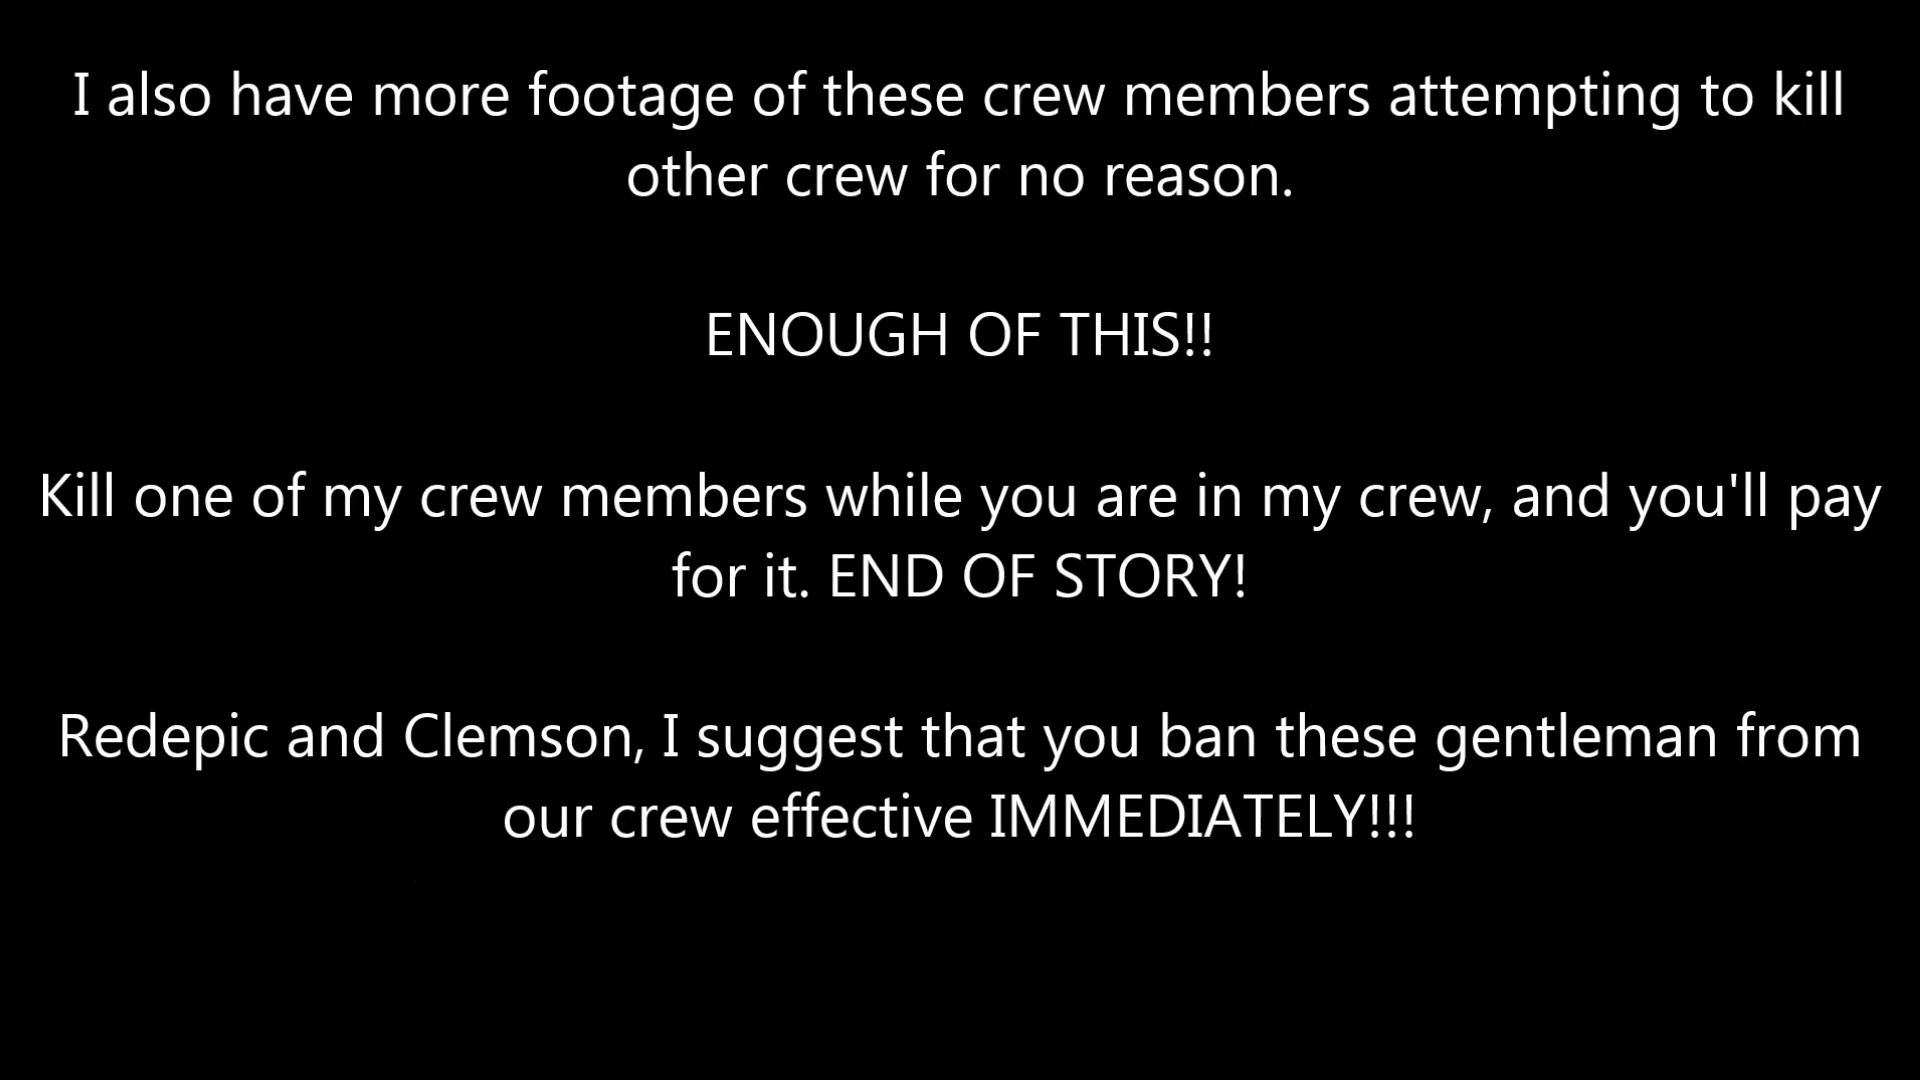 I also have more footage of these crew members attempting to kill
other crew for no reason.
ENOUGH OF THIS!!
Kill one of my crew members while you are in my crew, and you'll pay
for it. END OF STORY!
Redepic and Clemson, I suggest that you ban these gentleman from
our crew effective IMMEDIATELY!!!